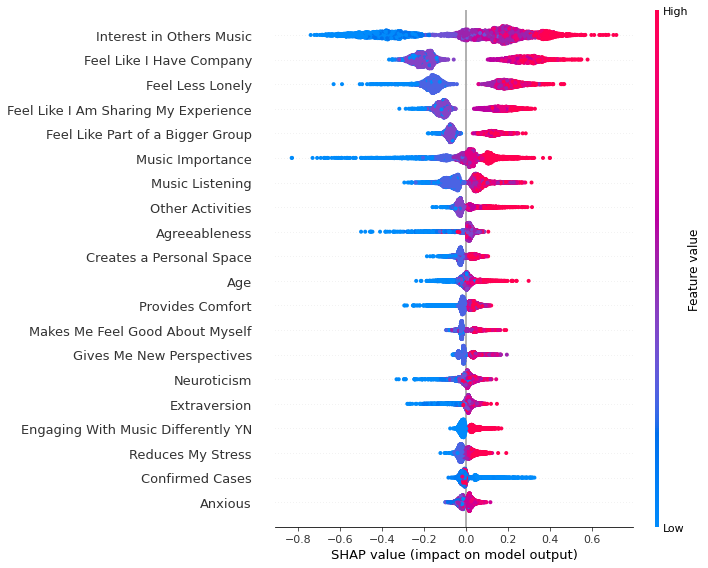 High
Interest in Others Music
Feel Like I Have Company
Feel Less Lonely
Feel Like I Am Sharing My Experience
Feel Like Part of a Bigger Group
Music Importance
Music Listening
Other Activities
Agreeableness
Creates a Personal Space
Age
Provides Comfort
Makes Me Feel Good About Myself
Gives Me New Perspectives
Neuroticism
Extraversion
Engaging With Music Differently YN
Reduces My Stress
Confirmed Cases
Anxious
Feature value
Low
−0.8 −0.6 −0.4 −0.2 0.0 0.2 0.4 0.6
SHAP value (impact on model output)